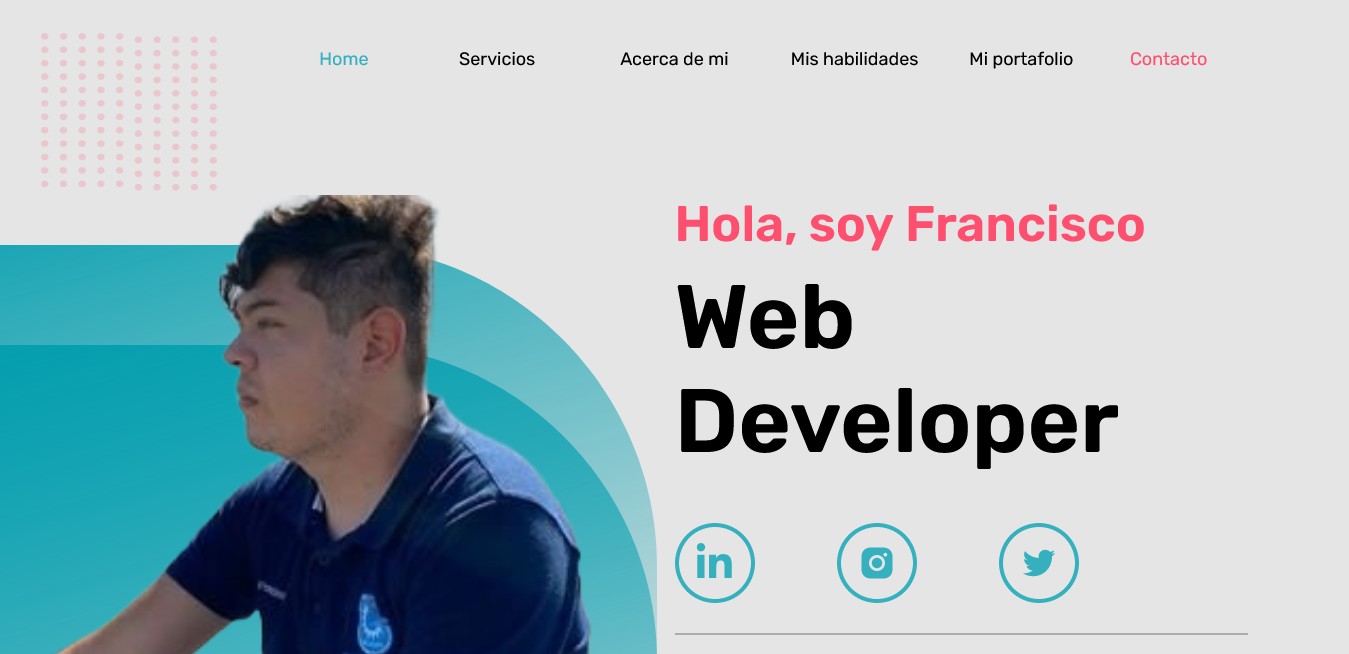 Home Servicios Acerca de mi Mis habilidades Mi portafolio Contacto
Hola, soy Francisco
Web
Developer
in